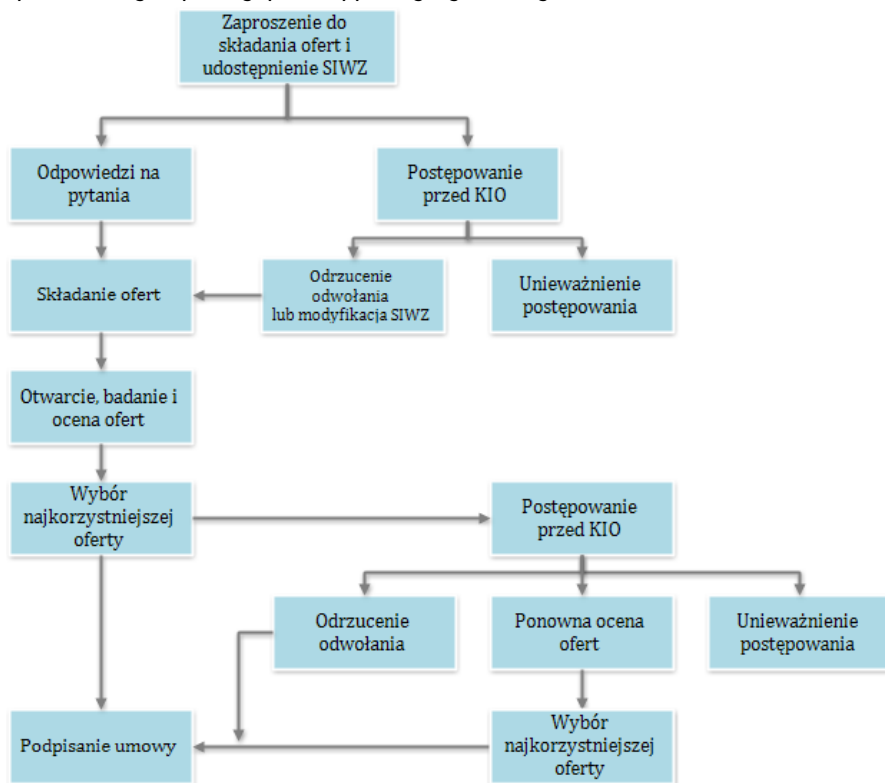 Zaproszenie do
składania ofert i
udostępnienie SIWZ
Odpowiedzi na
pytania
Postępowanie
przed KIO
Składanie ofert
Odrzucenie
odwołania
lub modyfikacja SIWZ
Unieważnienie
postępowania
Otwarcie, badanie i
ocena ofert
Wybór
najkorzystniejszej
oferty
Postępowanie
przed KIO
Odrzucenie
odwołania
Ponowna ocena
ofert
Unieważnienie
postępowania
Podpisanie umowy
Wybór
najkorzystniejszej
oferty